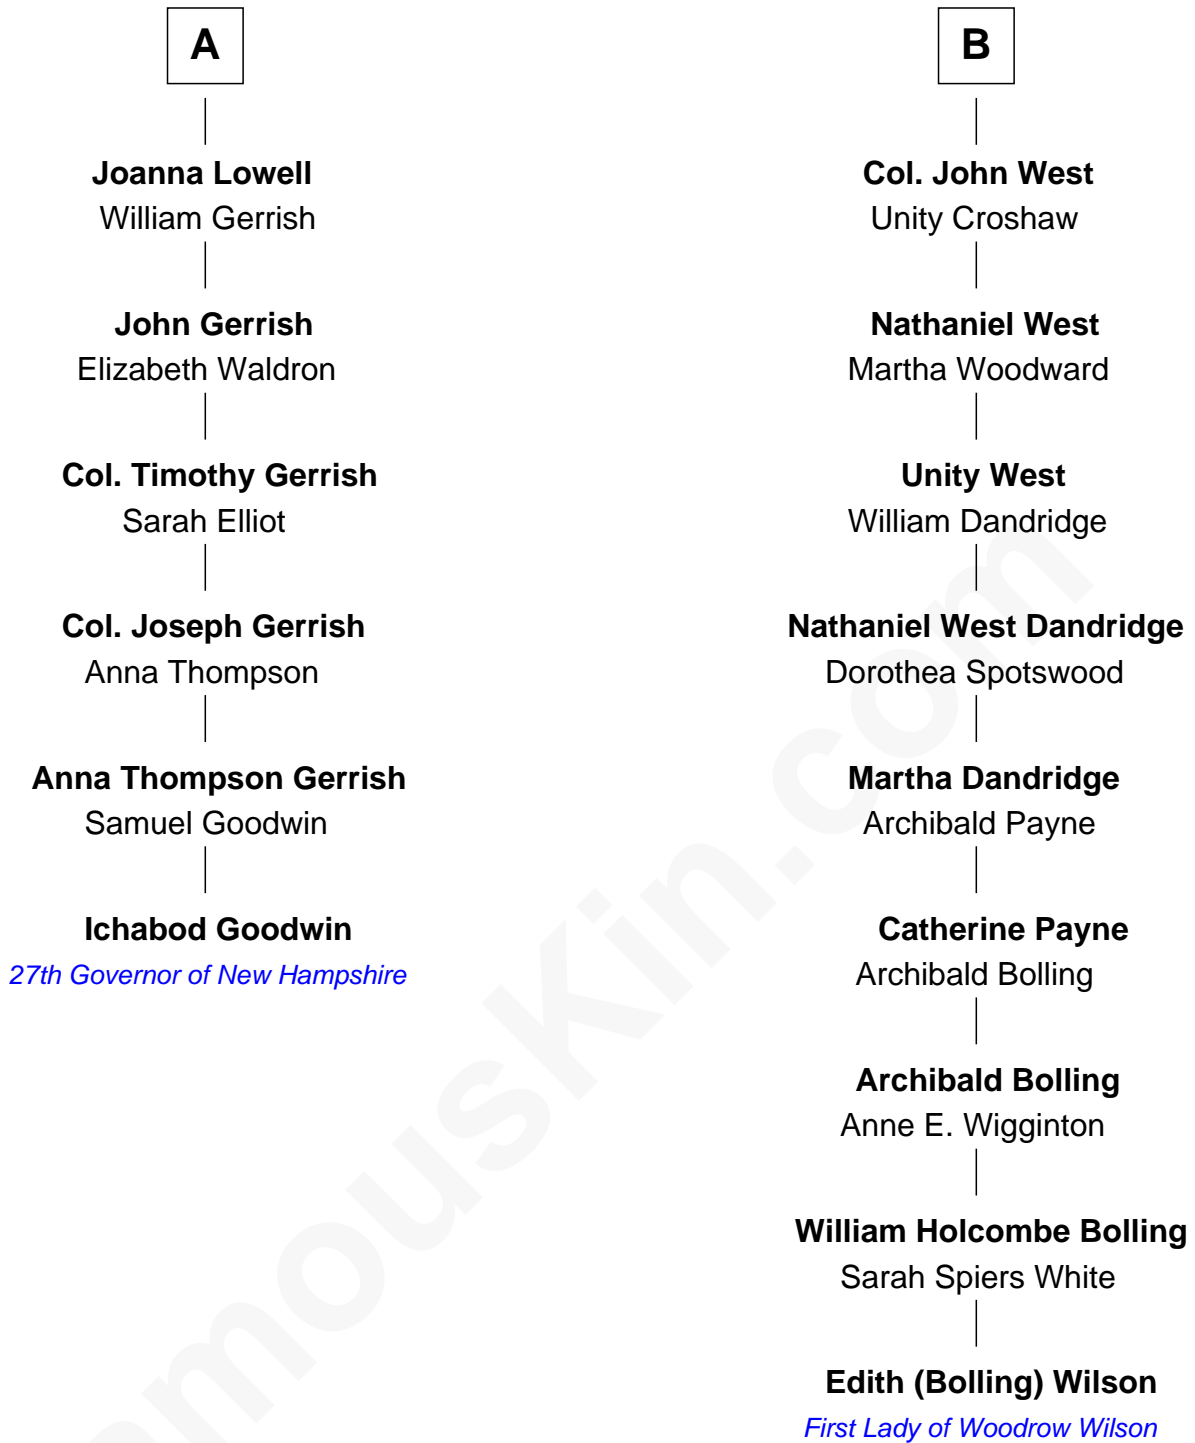 A
Joanna Lowell
William Gerrish
John Gerrish
Elizabeth Waldron
Col. Timothy Gerrish
Sarah Elliot
Col. Joseph Gerrish
Anna Thompson
Anna Thompson Gerrish
Samuel Goodwin
Ichabod Goodwin
27th Governor of New Hampshire
B
Col. John West
Unity Croshaw
Nathaniel West
Martha Woodward
Unity West
William Dandridge
Nathaniel West Dandridge
Dorothea Spotswood
Martha Dandridge
Archibald Payne
Catherine Payne
Archibald Bolling
Archibald Bolling
Anne E. Wigginton
William Holcombe Bolling
Sarah Spiers White
Edith (Bolling) Wilson
First Lady of Woodrow Wilson
amouskin.com